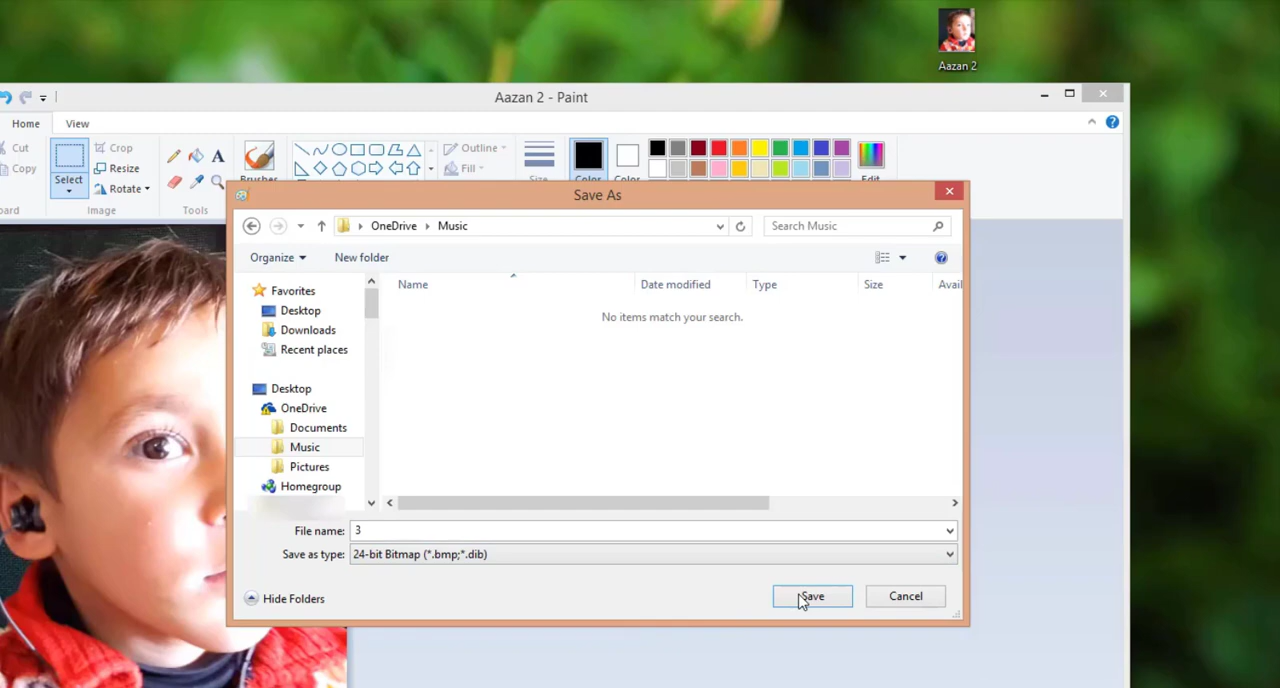 Aazan 2
Aazan 2 - Paint
Home View
Cut
Copy
Select
Crop
Resize
Rotate
Image
Tools
Outline
Fill
Size
Color
Color
Edit
Save As
OneDrive Music
Search Music
Organize New folder
Name Date modified Type Size Avail
No items match your search.
Favorites
Desktop
Downloads
Recent places
Desktop
OneDrive
Documents
Music
Pictures
Homegroup
File name: 3
Save as type: 24-bit Bitmap (*.bmp;*.dib)
Hide Folders
Save Cancel